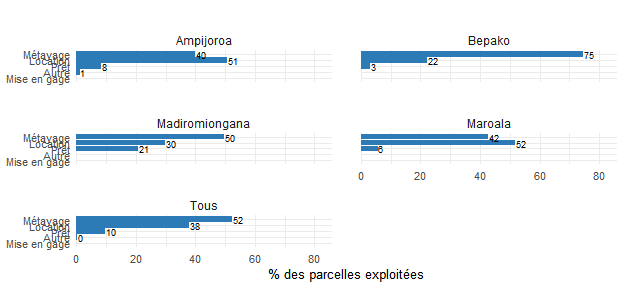 Ampijoroa
Bepako
Métayage 40 75
Location 51 22
Prêt 8 3
Autre 1
Mise en gage
Madiromiongana
Maroala
Métayage 50 42
Location 30 52
Prêt 21 6
Autre
Mise en gage
0 20 40 60 80
Tous
Métayage 52
Location 38
Prêt 10
Autre 0
Mise en gage
0 20 40 60 80
% des parcelles exploitées